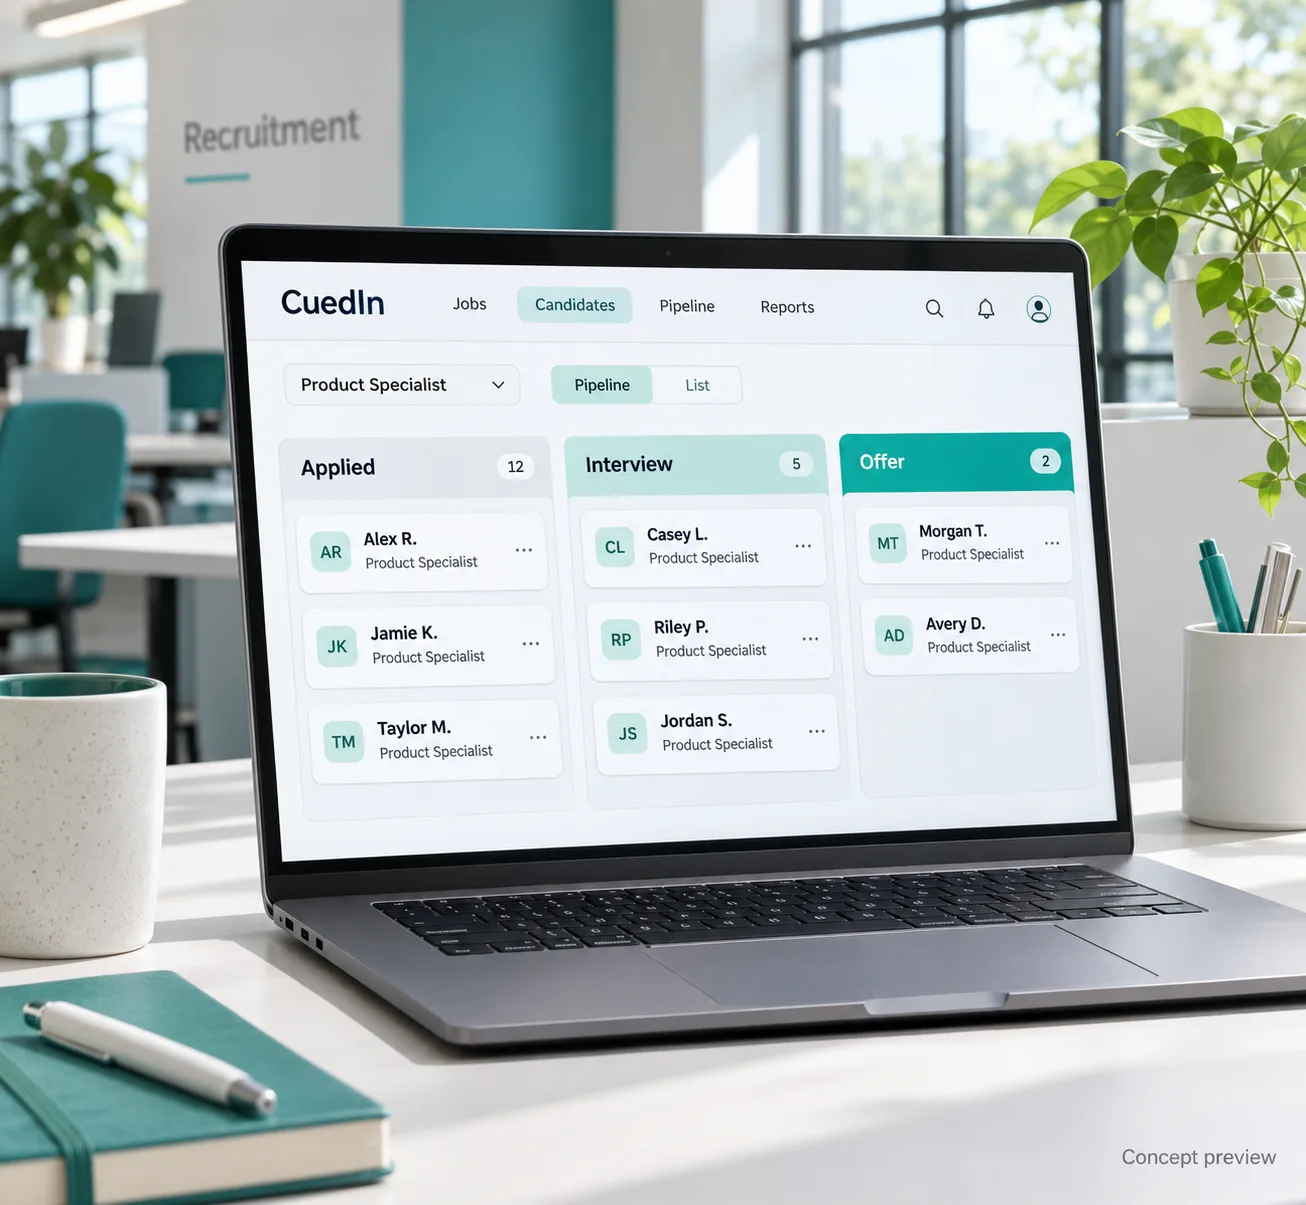 Recruitment
CuedIn
Jobs
Candidates
Pipeline
Reports
Product Specialist
Pipeline
List
Applied
12
AR
Alex R.
Product Specialist
JK
Jamie K.
Product Specialist
TM
Taylor M.
Product Specialist
Interview
5
CL
Casey L.
Product Specialist
RP
Riley P.
Product Specialist
JS
Jordan S.
Product Specialist
Offer
2
MT
Morgan T.
Product Specialist
AD
Avery D.
Product Specialist
Concept preview